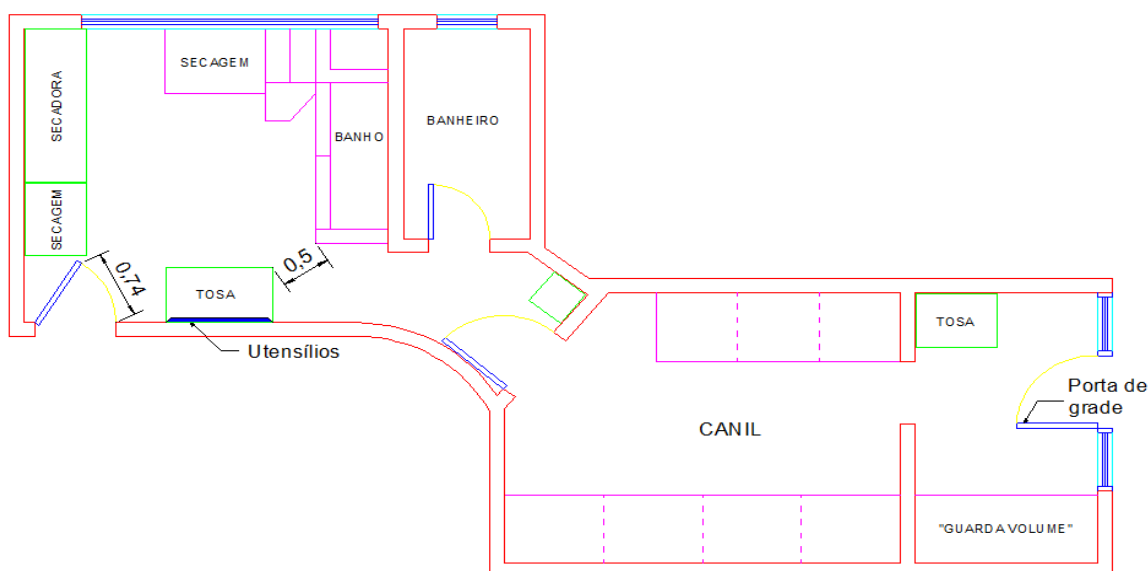 SECADORA
SECAGEM
SECAGEM
BANHO
BANHEIRO
0,74
0,5
TOSA
Utensílios
TOSA
Porta de
grade
CANIL
"GUARDA VOLUME"